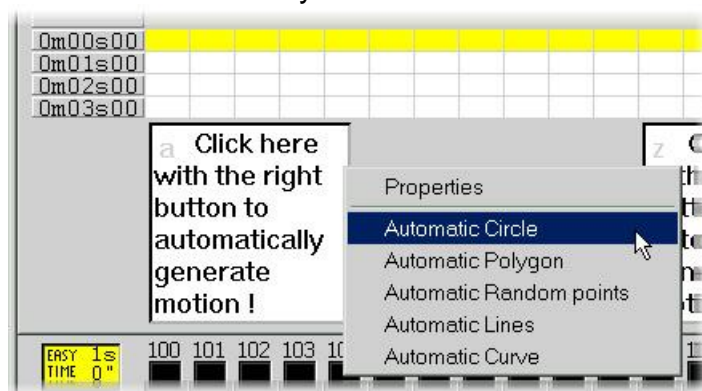 0m00s00
0m01s00
0m02s00
0m03s00
a Click here
with the right
button to
automatically
generate
motion !
z
Properties
Automatic Circle
Automatic Polygon
Automatic Random points
Automatic Lines
Automatic Curve
EASY 1s
TIME 0"
100 101 102 103